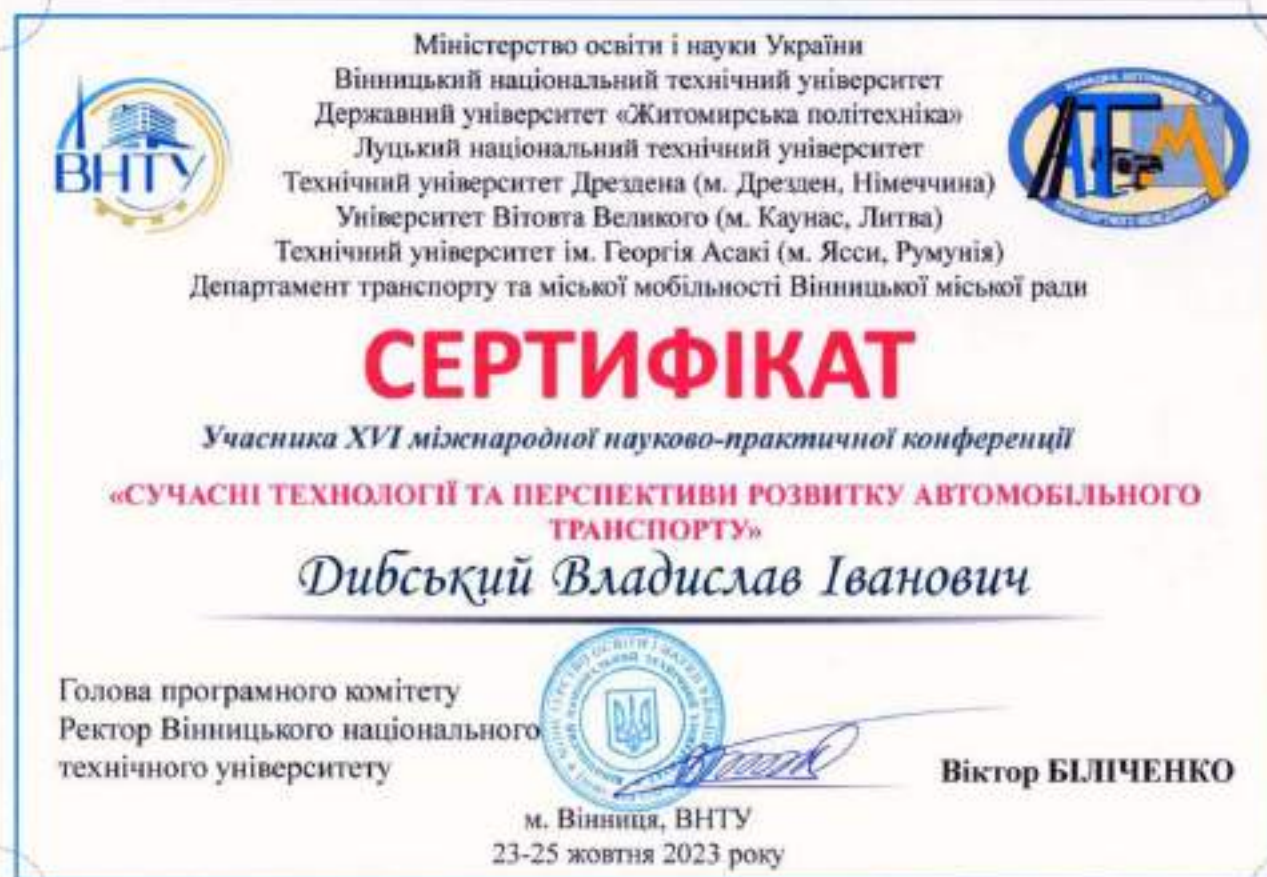 Міністерство освіти і науки України
Вінницький національний технічний університет
Державний університет «Житомирська політехніка»
Луцький національний технічний університет
Технічний університет Дрездена (м. Дрезден, Німеччина)
Університет Вітовта Великого (м. Каунас, Литва)
Технічний університет ім. Георгія Асакі (м. Ясси, Румунія)
Департамент транспорту та міської мобільності Вінницької міської ради
ВНТУ
АТМ
СЕРТИФІКАТ
Учасника XVI міжнародної науково-практичної конференції
«СУЧАСНІ ТЕХНОЛОГІЇ ТА ПЕРСПЕКТИВИ РОЗВИТКУ АВТОМОБІЛЬНОГО
ТРАНСПОРТУ»
Дибський Владислав Іванович
Голова програмного комітету
Ректор Вінницького національного
технічного університету
Віктор БІЛІЧЕНКО
м. Вінниця, ВНТУ
23-25 жовтня 2023 року